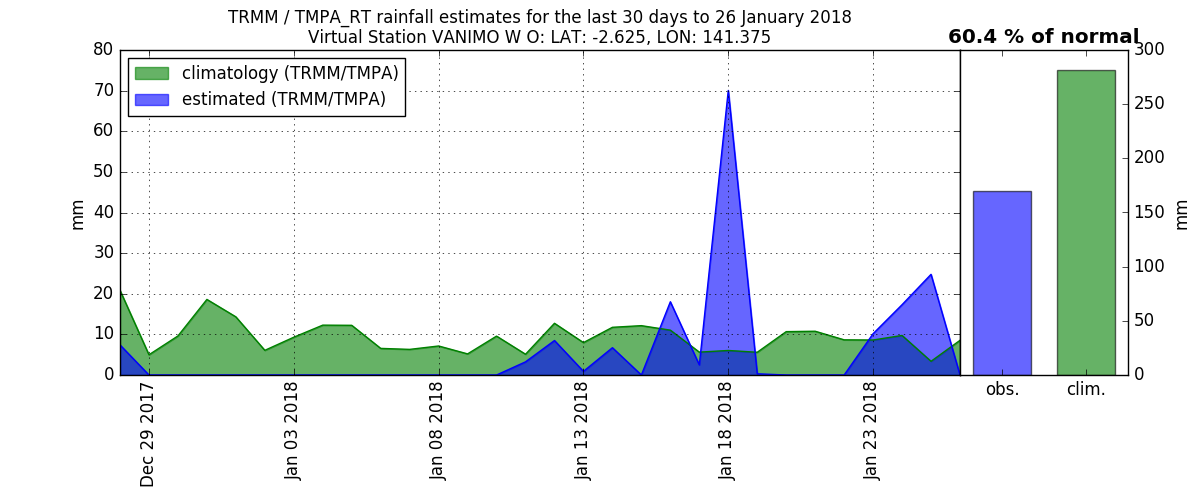 TRMM / TMPA_RT rainfall estimates for the last 30 days to 26 January 2018
Virtual Station VANIMO W O: LAT: -2.625, LON: 141.375
60.4 % of normal
climatology (TRMM/TMPA)
estimated (TRMM/TMPA)
80
70
60
50
40
30
20
10
0
mm
Dec 29 2017
Jan 03 2018
Jan 08 2018
Jan 13 2018
Jan 18 2018
Jan 23 2018
300
250
200
150
100
50
0
mm
obs.
clim.